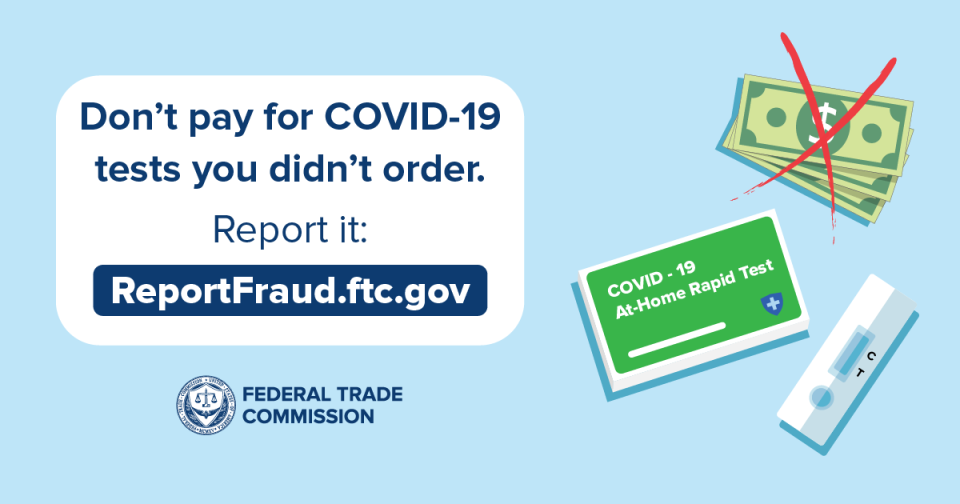 Don’t pay for COVID-19
tests you didn’t order.
Report it:
ReportFraud.ftc.gov
FEDERAL TRADE
COMMISSION
$
COVID - 19
At-Home Rapid Test
C
T